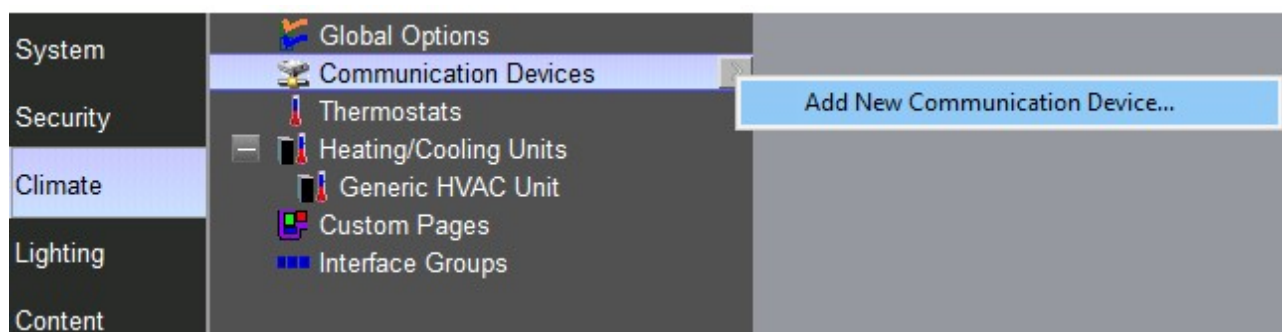 System
Security
Climate
Lighting
Content
Global Options
Communication Devices
Thermostats
Heating/Cooling Units
Generic HVAC Unit
Custom Pages
Interface Groups
Add New Communication Device...